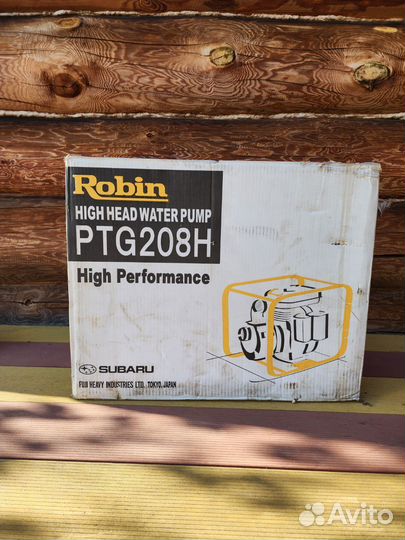 Robin
HIGH HEAD WATER PUMP
PTG208H
High Performance
SUBARU
FUJI HEAVY INDUSTRIES LTD. TOKYO, JAPAN
Avito